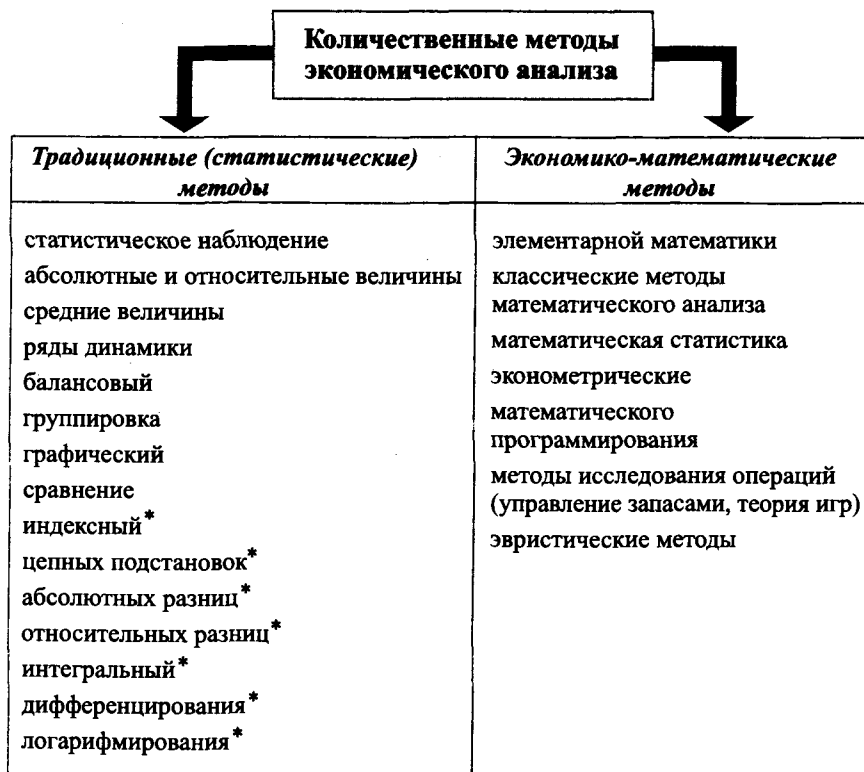 Количественные методы
экономического анализа
Традиционные (статистические)
методы
статистическое наблюдение
абсолютные и относительные величины
средние величины
ряды динамики
балансовый
группировка
графический
сравнение
индексный*
цепных подстановок*
абсолютных разниц*
относительных разниц*
интегральный*
дифференцирования*
логарифмирования*
Экономико-математические
методы
элементарной математики
классические методы
математического анализа
математическая статистика
эконометрические
математического
программирования
методы исследования операций
(управление запасами, теория игр)
эвристические методы